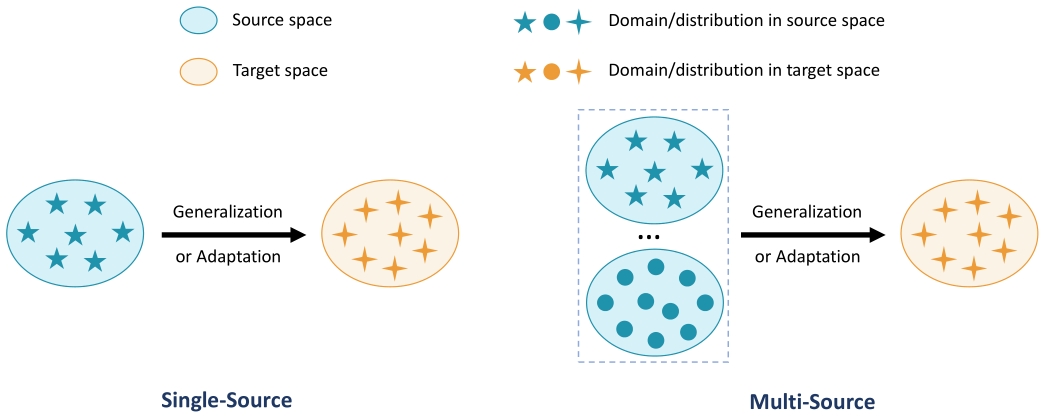 Source space
Domain/distribution in source space
Target space
Domain/distribution in target space
Generalization
or Adaptation
...
Generalization
or Adaptation
Single-Source
Multi-Source